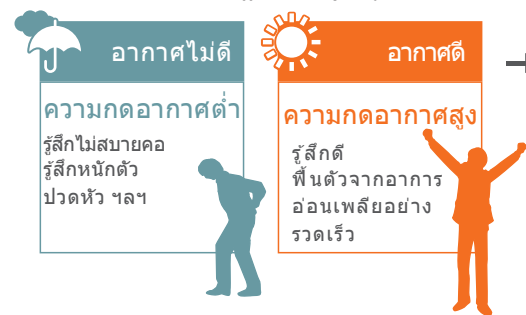 อากาศไม่ดี
ความกดอากาศต่ำ
รู้สึกไม่สบายคอ
รู้สึกหนักตัว
ปวดหัว ฯลฯ
อากาศดี
ความกดอากาศสูง
รู้สึกดี
ฟื้นตัวจากอาการ
อ่อนเพลียอย่าง
รวดเร็ว